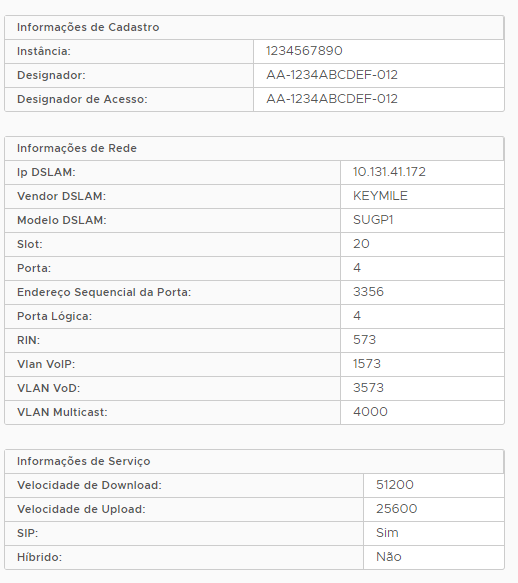 Informações de Cadastro
Instância: 1234567890
Designador: AA-1234ABCDEF-012
Designador de Acesso: AA-1234ABCDEF-012
Informações de Rede
Ip DSLAM: 10.131.41.172
Vendor DSLAM: KEYMILE
Modelo DSLAM: SUGP1
Slot: 20
Porta: 4
Endereço Sequencial da Porta: 3356
Porta Lógica: 4
RIN: 573
Vlan VoIP: 1573
VLAN VoD: 3573
VLAN Multicast: 4000
Informações de Serviço
Velocidade de Download: 51200
Velocidade de Upload: 25600
SIP: Sim
Híbrido: Não